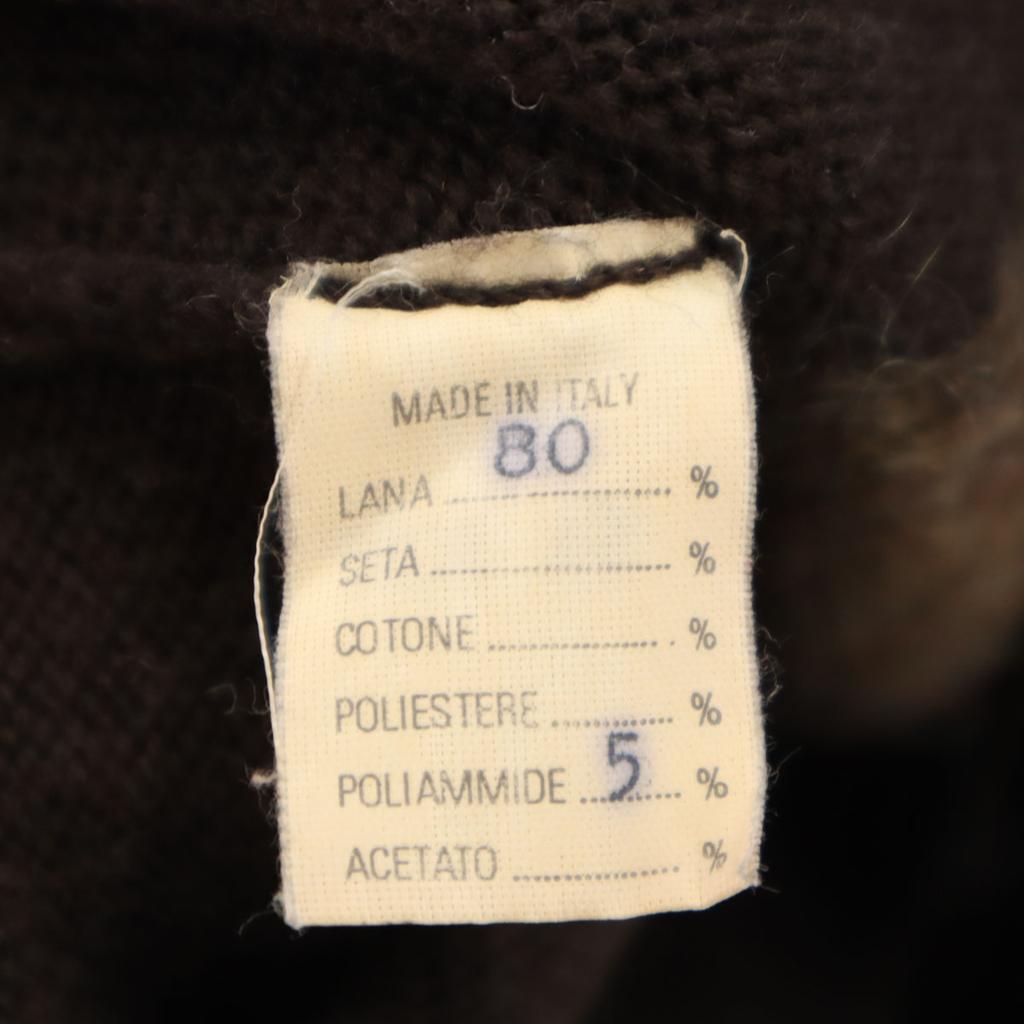 MADE IN ITALY
LANA 80 %
SETA %
COTONE %
POLIESTERE %
POLIAMMIDE 5 %
ACETATO %